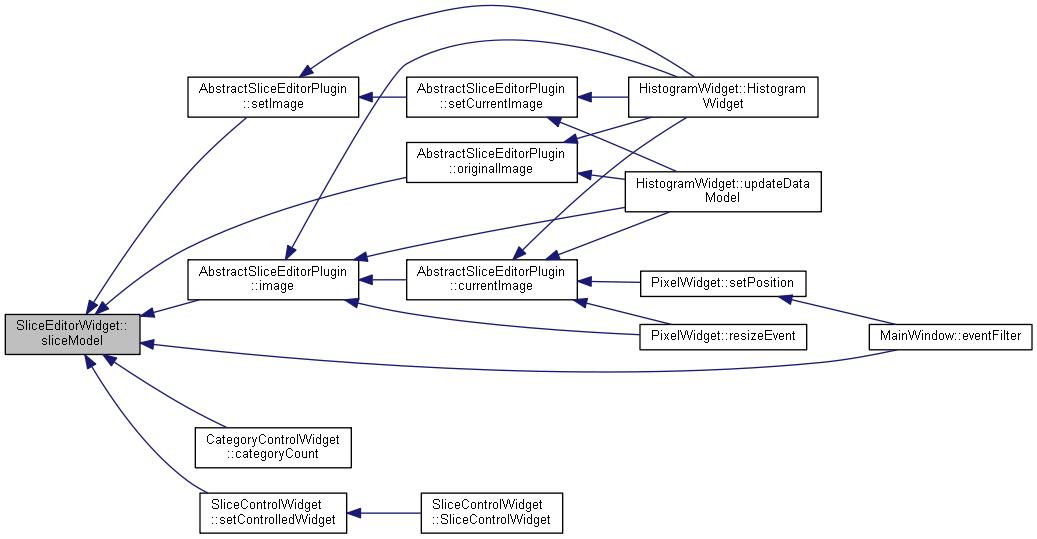 AbstractSliceEditorPlugin
::setImage
AbstractSliceEditorPlugin
::setCurrentImage
HistogramWidget::Histogram
Widget
AbstractSliceEditorPlugin
::originalImage
HistogramWidget::updateData
Model
AbstractSliceEditorPlugin
::image
AbstractSliceEditorPlugin
::currentImage
PixelWidget::setPosition
SliceEditorWidget::
sliceModel
PixelWidget::resizeEvent
MainWindow::eventFilter
CategoryControlWidget
::categoryCount
SliceControlWidget
::setControlledWidget
SliceControlWidget
::SliceControlWidget